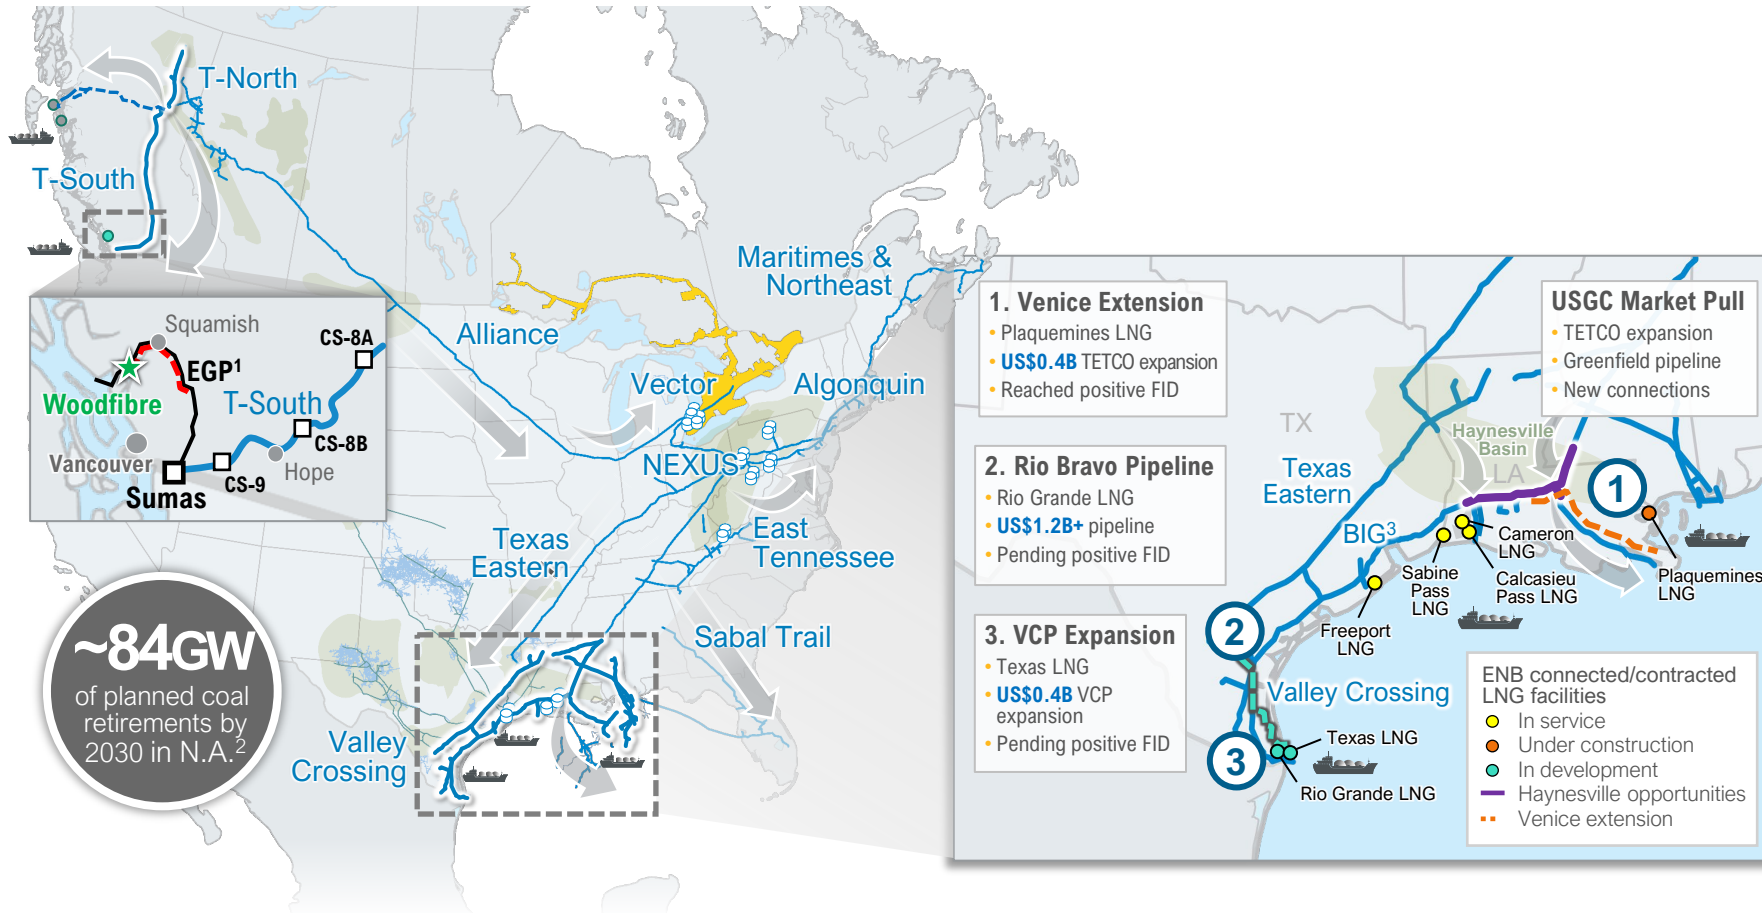 T-North
T-South
Maritimes &
Northeast
Alliance
Vector
Algonquin
NEXUS
Texas
Eastern
East
Tennessee
Sabal Trail
Valley
Crossing
Squamish
CS-8A
EGP1
Woodfibre
T-South
CS-8B
Vancouver
Hope
CS-9
Sumas
~84GW
of planned coal
retirements by
2030 in N.A.2
1. Venice Extension
• Plaquemines LNG
• US$0.4B TETCO expansion
• Reached positive FID
2. Rio Bravo Pipeline
• Rio Grande LNG
• US$1.2B+ pipeline
• Pending positive FID
3. VCP Expansion
• Texas LNG
• US$0.4B VCP
expansion
• Pending positive FID
USGC Market Pull
• TETCO expansion
• Greenfield pipeline
• New connections
TX
Haynesville
Basin
LA
Texas
Eastern
1
BIG3
Cameron
LNG
Sabine
Pass
LNG
Calcasieu
Pass LNG
Plaquemines
LNG
Freeport
LNG
2
Valley Crossing
3
Texas LNG
Rio Grande LNG
ENB connected/contracted
LNG facilities
In service
Under construction
In development
Haynesville opportunities
Venice extension